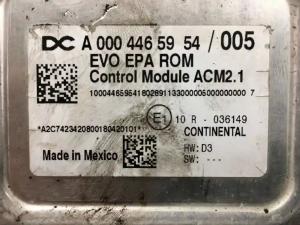 DC A 000 446 59 54 / 005
EVO EPA ROM
Control Module ACM2.1
10004465954180289113300000500000000 7
*A2C7423420800180420101*
E1 10 R - 036149
CONTINENTAL
Made in Mexico
HW: D3
SW: ---